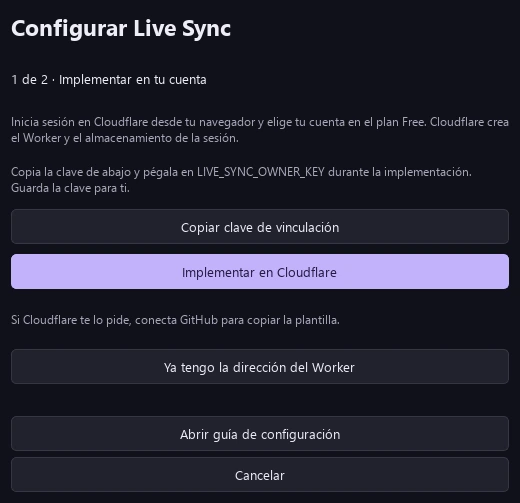 Configurar Live Sync
1 de 2 · Implementar en tu cuenta
Inicia sesión en Cloudflare desde tu navegador y elige tu cuenta en el plan Free. Cloudflare crea
el Worker y el almacenamiento de la sesión.
Copia la clave de abajo y pégala en LIVE_SYNC_OWNER_KEY durante la implementación.
Guarda la clave para ti.
Copiar clave de vinculación
Implementar en Cloudflare
Si Cloudflare te lo pide, conecta GitHub para copiar la plantilla.
Ya tengo la dirección del Worker
Abrir guía de configuración
Cancelar